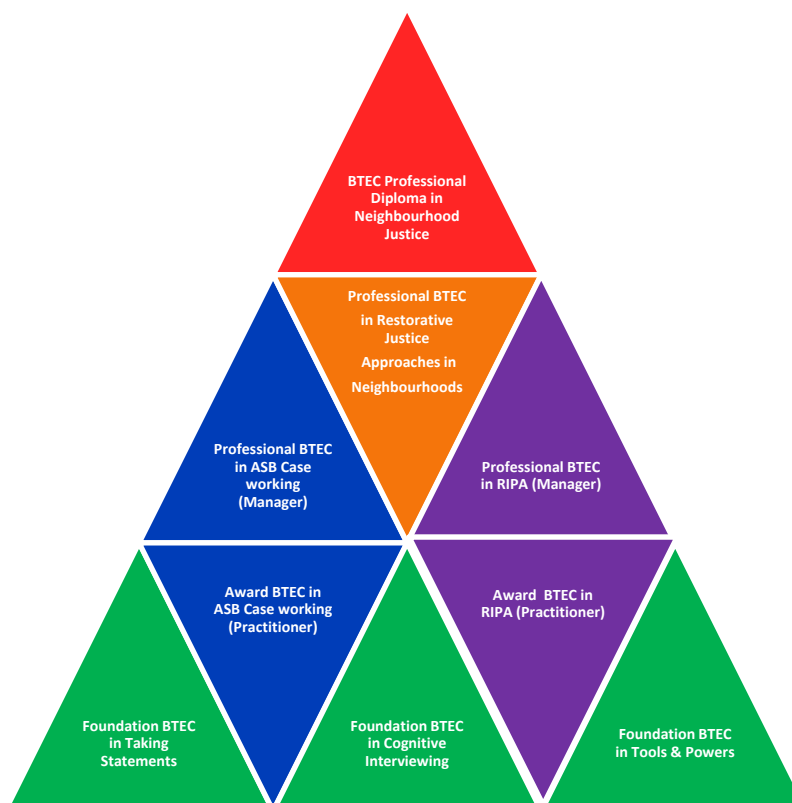 BTEC Professional
Diploma in
Neighbourhood
Justice
Professional BTEC
in Restorative
Justice
Approaches in
Neighbourhoods
Professional BTEC
in ASB Case
working
(Manager)
Professional BTEC
in RIPA (Manager)
Award BTEC in
ASB Case working
(Practitioner)
Award  BTEC in
RIPA (Practitioner)
Foundation BTEC
in Taking
Statements
Foundation BTEC
in Cognitive
Interviewing
Foundation BTEC
in Tools & Powers